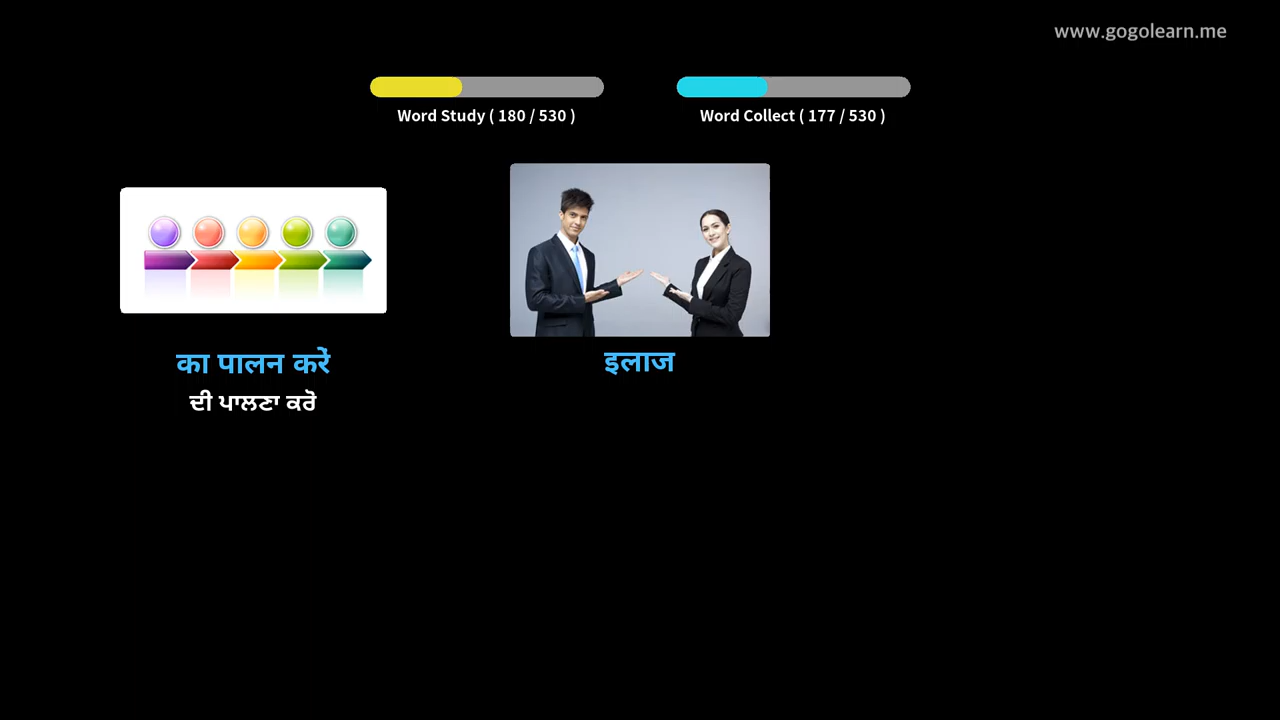 www.gogolearn.me
Word Study ( 180 / 530 )
Word Collect ( 177 / 530 )
का पालन करें
ਦੀ ਪਾਲਣਾ ਕਰੋ
इलाज